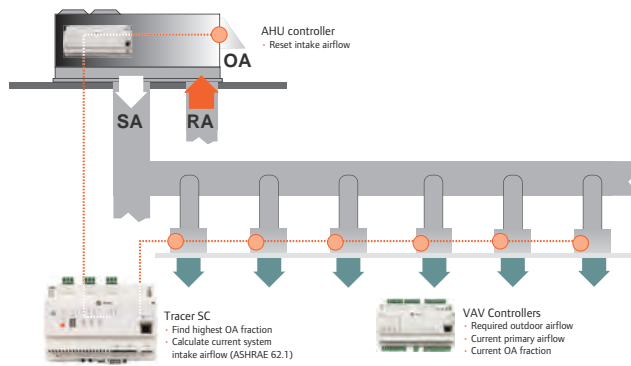 AHU controller
· Reset intake airflow
OA
SA
RA
Tracer SC
· Find highest OA fraction
· Calculate current system
intake airflow (ASHRAE 62.1)
VAV Controllers
· Required outdoor airflow
· Current primary airflow
· Current OA fraction